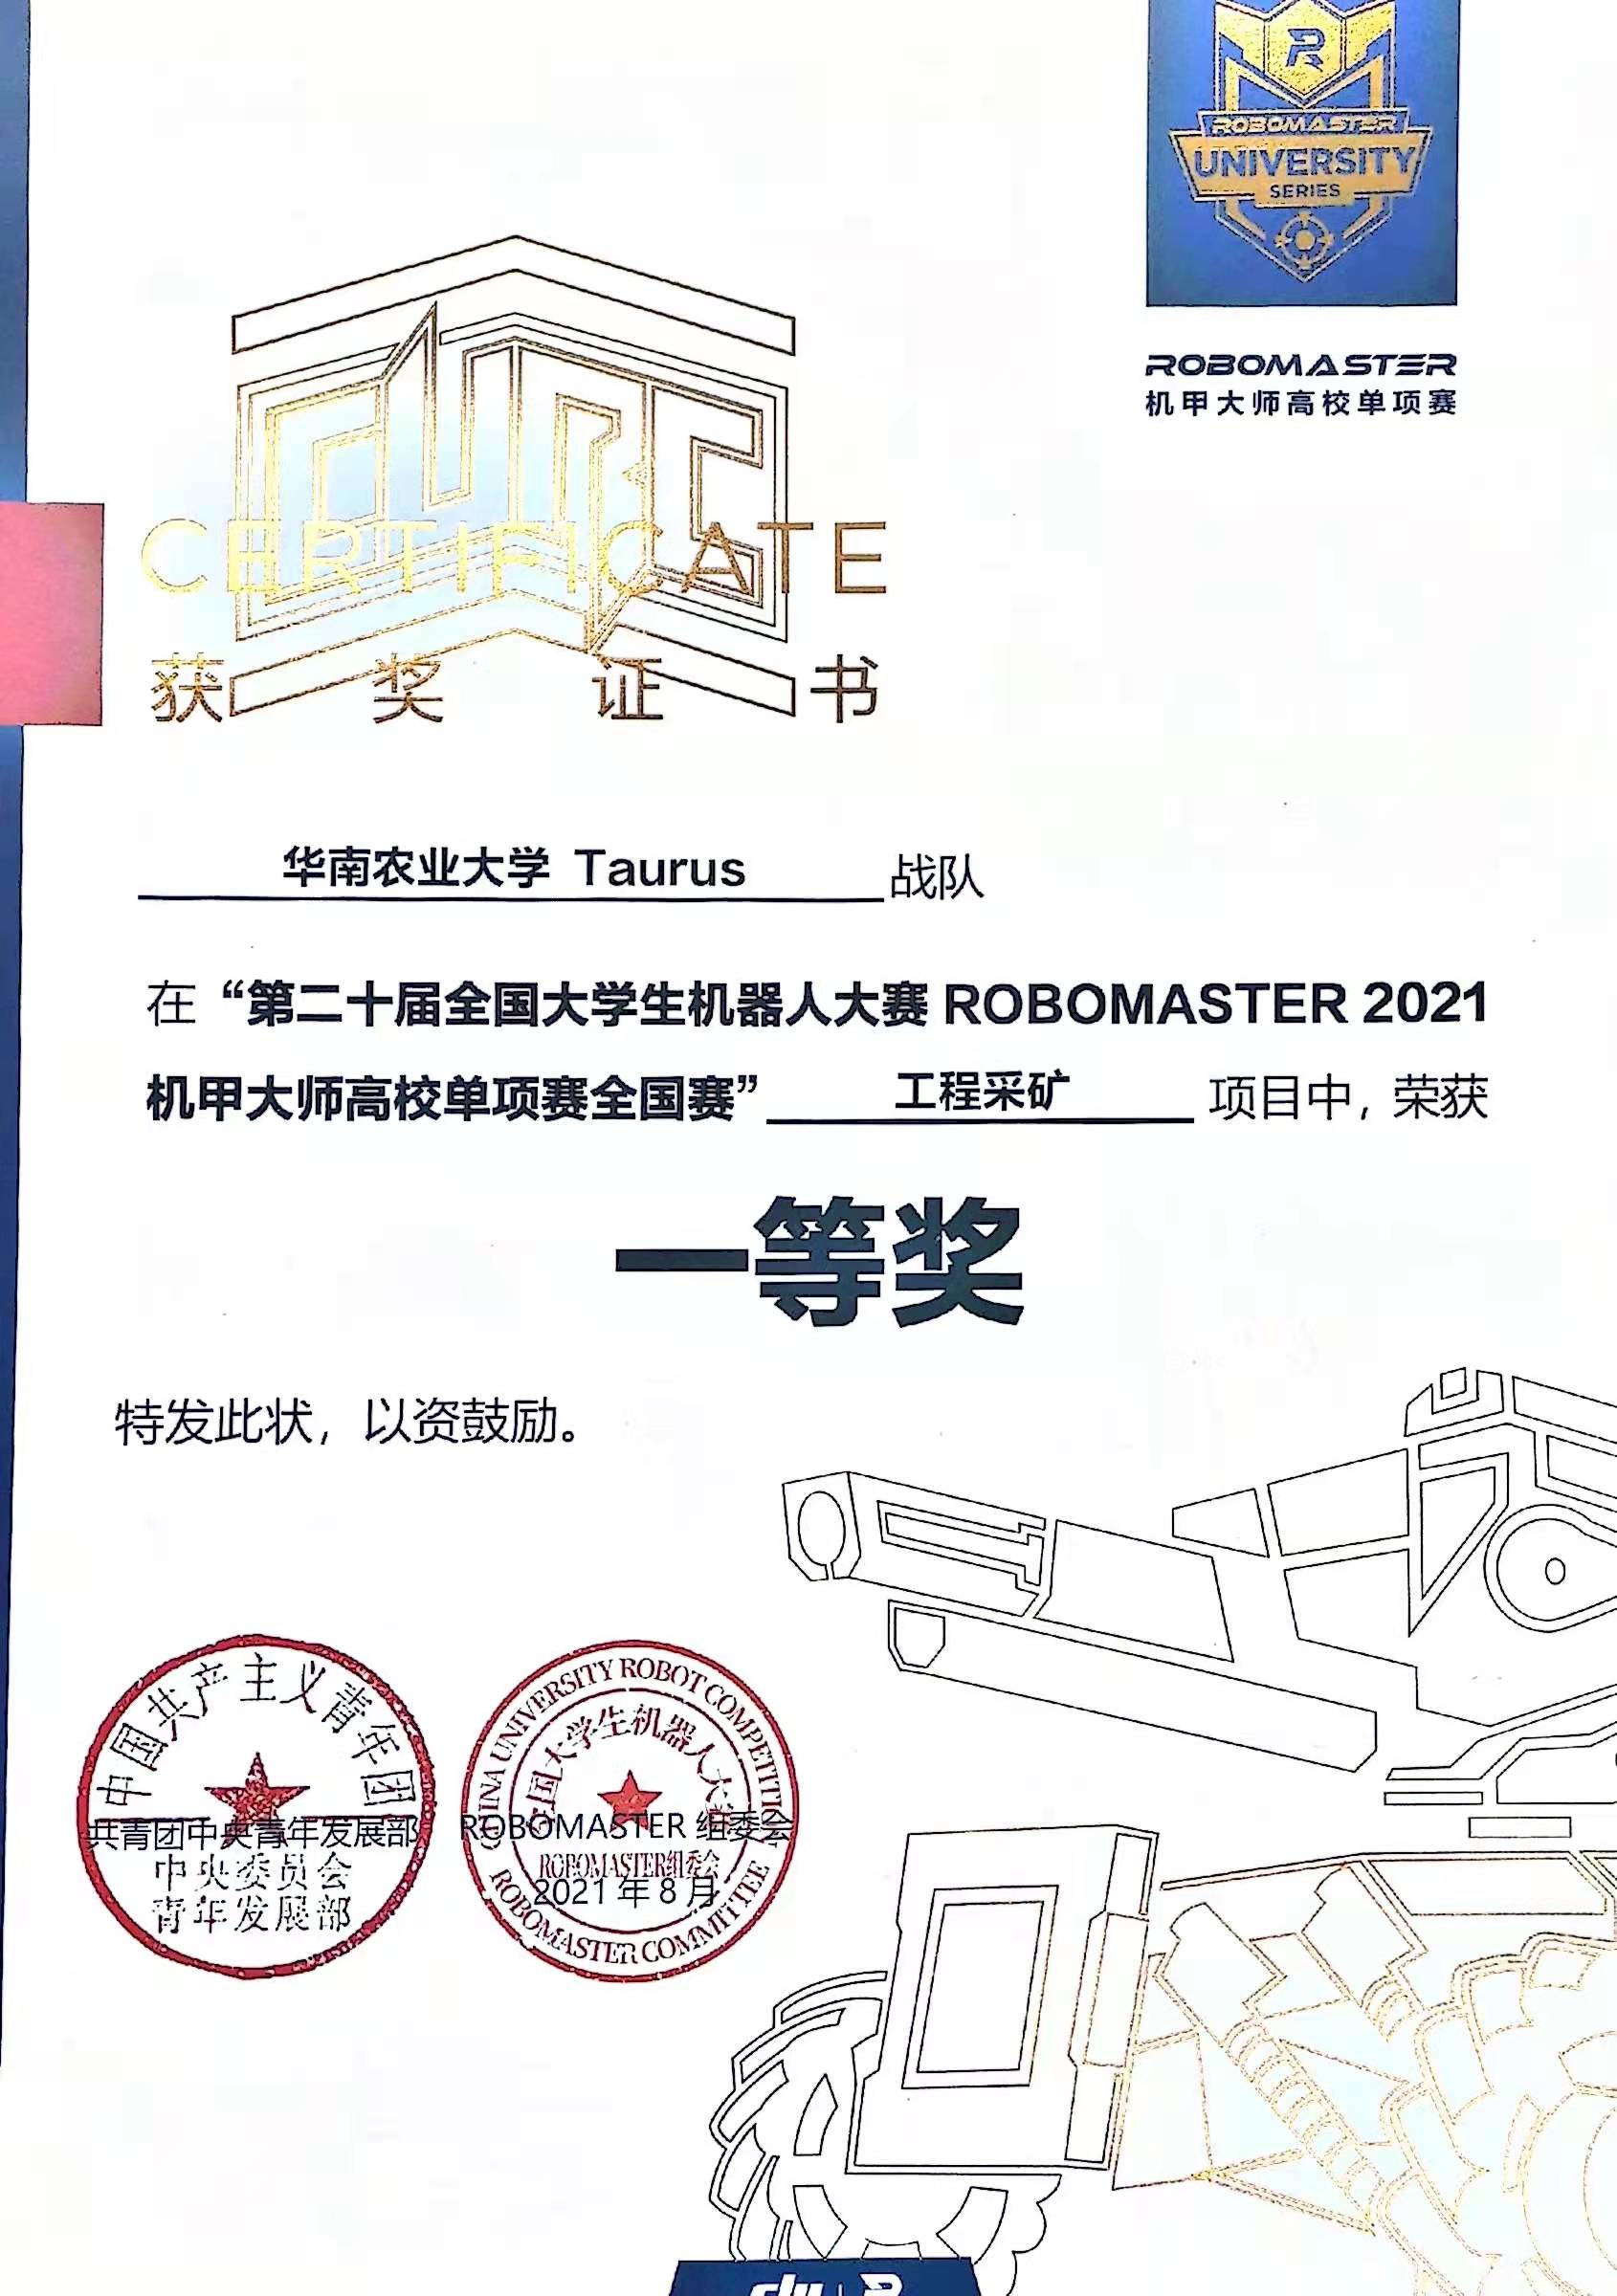 ROBOMASTER
UNIVERSITY
SERIES
ROBOMASTER
机甲大师高校单项赛
CURC
CERTIFICATE
获奖证书
华南农业大学 Taurus 战队
在“第二十届全国大学生机器人大赛 ROBOMASTER 2021
机甲大师高校单项赛全国赛” 工程采矿 项目中，荣获
一等奖
特发此状，以资鼓励。
中国共产主义青年团
共青团中央青年发展部
中央委员会
青年发展部
CHINA UNIVERSITY ROBOT COMPETITION
全国大学生机器人大赛
ROBOMASTER 组委会
ROBOMASTER组委会
2021 年 8 月
ROBOMASTER COMMITTEE
dji